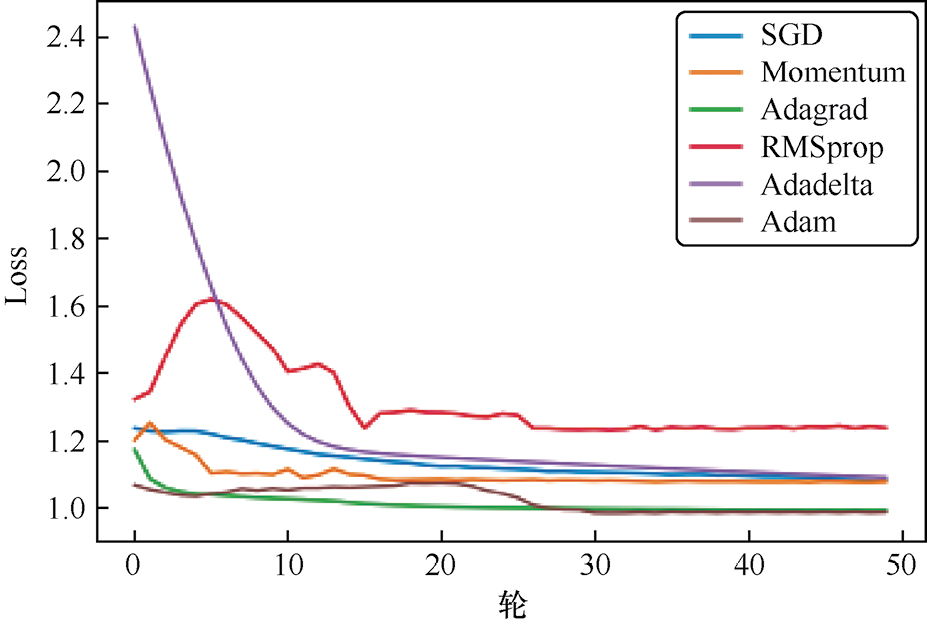 2.4
2.2
2.0
1.8
1.6
1.4
1.2
1.0
Loss
SGD
Momentum
Adagrad
RMSprop
Adadelta
Adam
0 10 20 30 40 50
轮